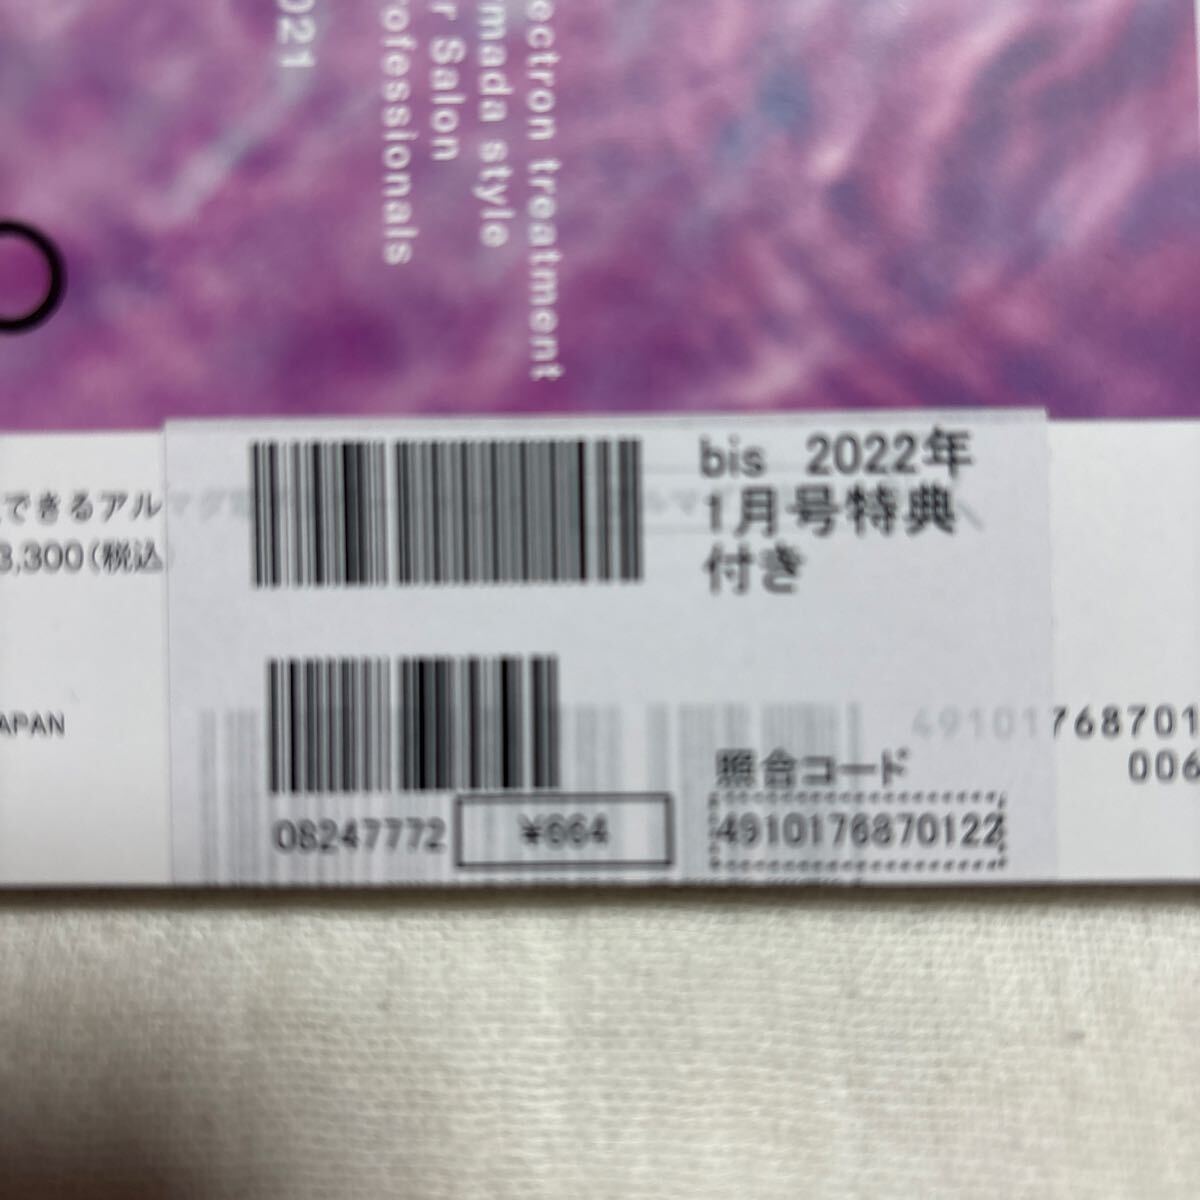 ectron treatment
mada style
r Salon
rofessionals
021
できるアル
3,300(税込
APAN
bis 2022年
1月号特典
付き
照合コード
4910176870122
08247772
¥664
49101768701
006